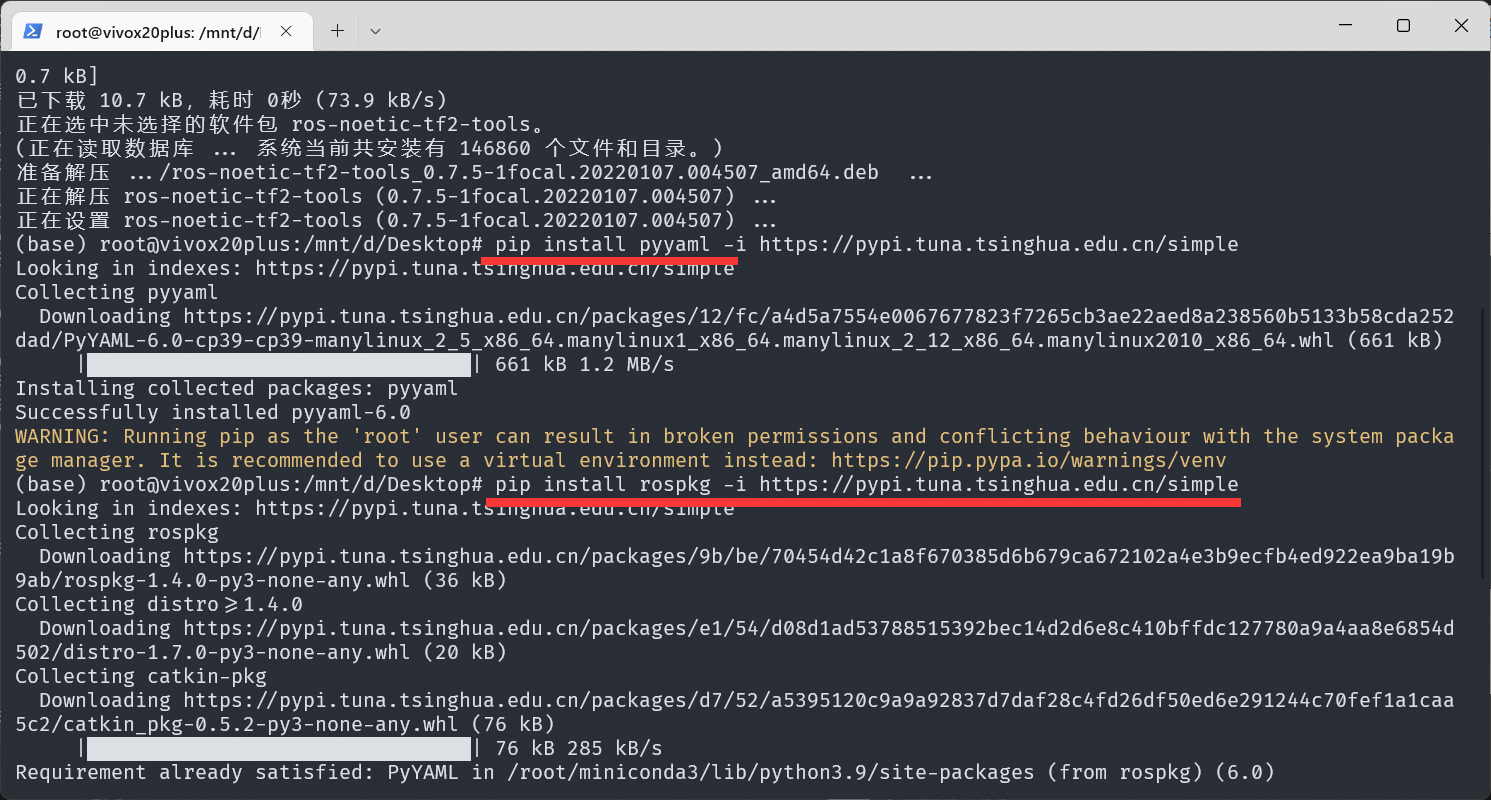 root@vivox20plus: /mnt/d/
0.7 kB]
已下载 10.7 kB，耗时 0秒 (73.9 kB/s)
正在选中未选择的软件包 ros-noetic-tf2-tools。
(正在读取数据库 ... 系统当前共安装有 146860 个文件和目录。)
准备解压 .../ros-noetic-tf2-tools_0.7.5-1focal.20220107.004507_amd64.deb  ...
正在解压 ros-noetic-tf2-tools (0.7.5-1focal.20220107.004507) ...
正在设置 ros-noetic-tf2-tools (0.7.5-1focal.20220107.004507) ...
(base) root@vivox20plus:/mnt/d/Desktop# pip install pyyaml -i https://pypi.tuna.tsinghua.edu.cn/simple
Looking in indexes: https://pypi.tuna.tsinghua.edu.cn/simple
Collecting pyyaml
Downloading https://pypi.tuna.tsinghua.edu.cn/packages/12/fc/a4d5a7554e0067677823f7265cb3ae22aed8a238560b5133b58cda252
dad/PyYAML-6.0-cp39-cp39-manylinux_2_5_x86_64.manylinux1_x86_64.manylinux_2_12_x86_64.manylinux2010_x86_64.whl (661 kB)
| | 661 kB 1.2 MB/s
Installing collected packages: pyyaml
Successfully installed pyyaml-6.0
WARNING: Running pip as the 'root' user can result in broken permissions and conflicting behaviour with the system packa
ge manager. It is recommended to use a virtual environment instead: https://pip.pypa.io/warnings/venv
(base) root@vivox20plus:/mnt/d/Desktop# pip install rospkg -i https://pypi.tuna.tsinghua.edu.cn/simple
Looking in indexes: https://pypi.tuna.tsinghua.edu.cn/simple
Collecting rospkg
Downloading https://pypi.tuna.tsinghua.edu.cn/packages/9b/be/70454d42c1a8f670385d6b679ca672102a4e3b9ecfb4ed922ea9ba19b
9ab/rospkg-1.4.0-py3-none-any.whl (36 kB)
Collecting distro>=1.4.0
Downloading https://pypi.tuna.tsinghua.edu.cn/packages/e1/54/d08d1ad53788515392bec14d2d6e8c410bffdc127780a9a4aa8e6854d
502/distro-1.7.0-py3-none-any.whl (20 kB)
Collecting catkin-pkg
Downloading https://pypi.tuna.tsinghua.edu.cn/packages/d7/52/a5395120c9a9a92837d7daf28c4fd26df50ed6e291244c70fef1a1caa
5c2/catkin_pkg-0.5.2-py3-none-any.whl (76 kB)
| | 76 kB 285 kB/s
Requirement already satisfied: PyYAML in /root/miniconda3/lib/python3.9/site-packages (from rospkg) (6.0)